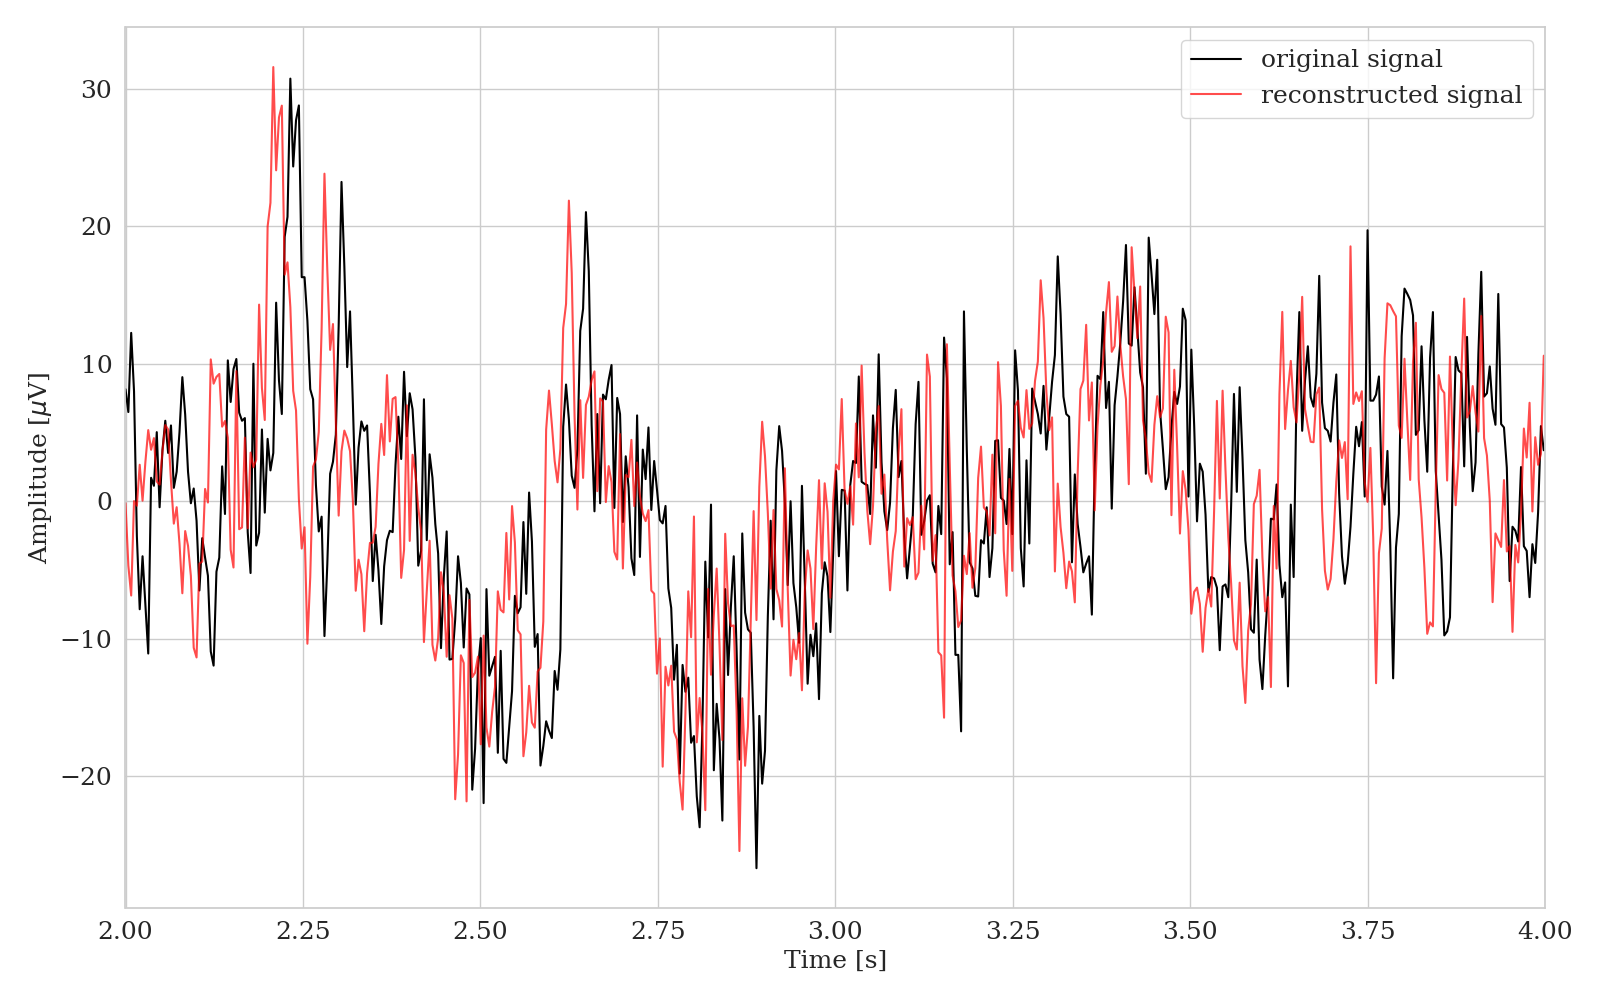 original signal
reconstructed signal
30
20
10
0
−10
−20
Amplitude [μV]
2.00 2.25 2.50 2.75 3.00 3.25 3.50 3.75 4.00
Time [s]